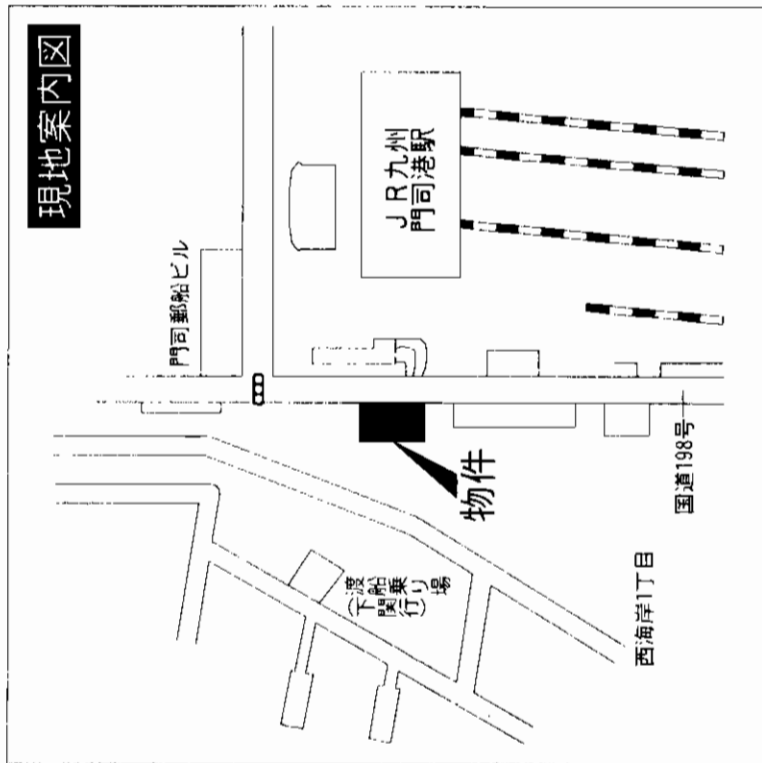 現地案内図
門司郵船ビル
JR九州
門司港駅
物件
国道198号
渡船乗り場
(下関行)
西海岸1丁目